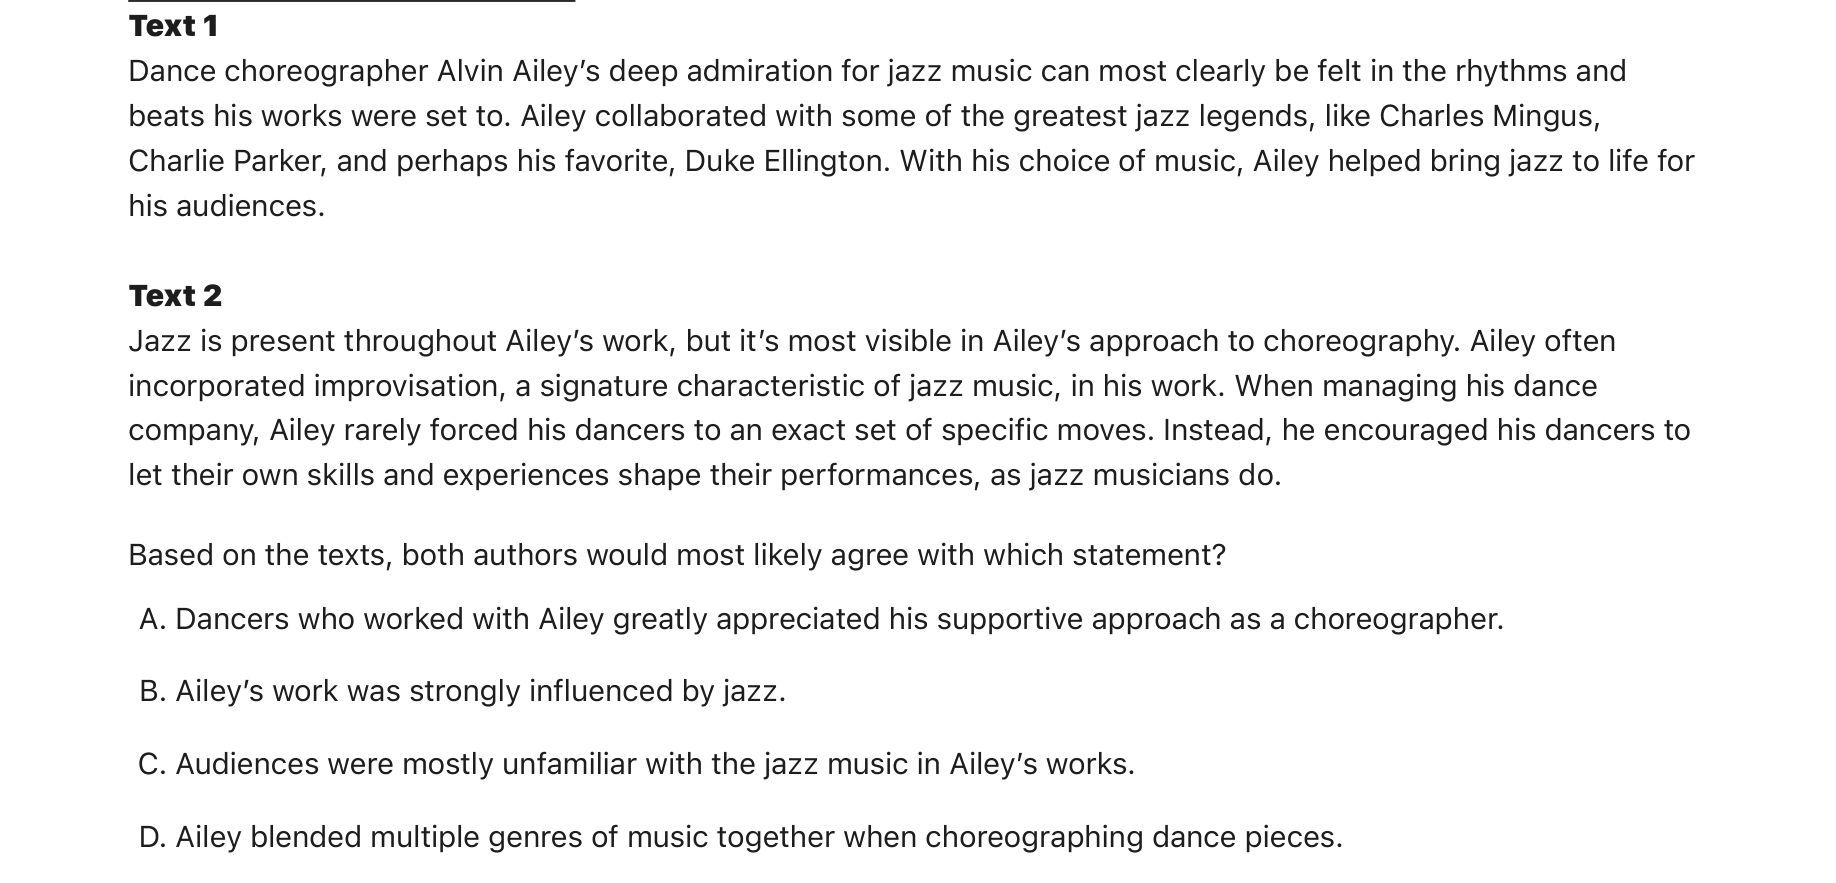 Text 1
Dance choreographer Alvin Ailey’s deep admiration for jazz music can most clearly be felt in the rhythms and
beats his works were set to. Ailey collaborated with some of the greatest jazz legends, like Charles Mingus,
Charlie Parker, and perhaps his favorite, Duke Ellington. With his choice of music, Ailey helped bring jazz to life for
his audiences.
Text 2
Jazz is present throughout Ailey’s work, but it’s most visible in Ailey’s approach to choreography. Ailey often
incorporated improvisation, a signature characteristic of jazz music, in his work. When managing his dance
company, Ailey rarely forced his dancers to an exact set of specific moves. Instead, he encouraged his dancers to
let their own skills and experiences shape their performances, as jazz musicians do.
Based on the texts, both authors would most likely agree with which statement?
A. Dancers who worked with Ailey greatly appreciated his supportive approach as a choreographer.
B. Ailey’s work was strongly influenced by jazz.
C. Audiences were mostly unfamiliar with the jazz music in Ailey’s works.
D. Ailey blended multiple genres of music together when choreographing dance pieces.